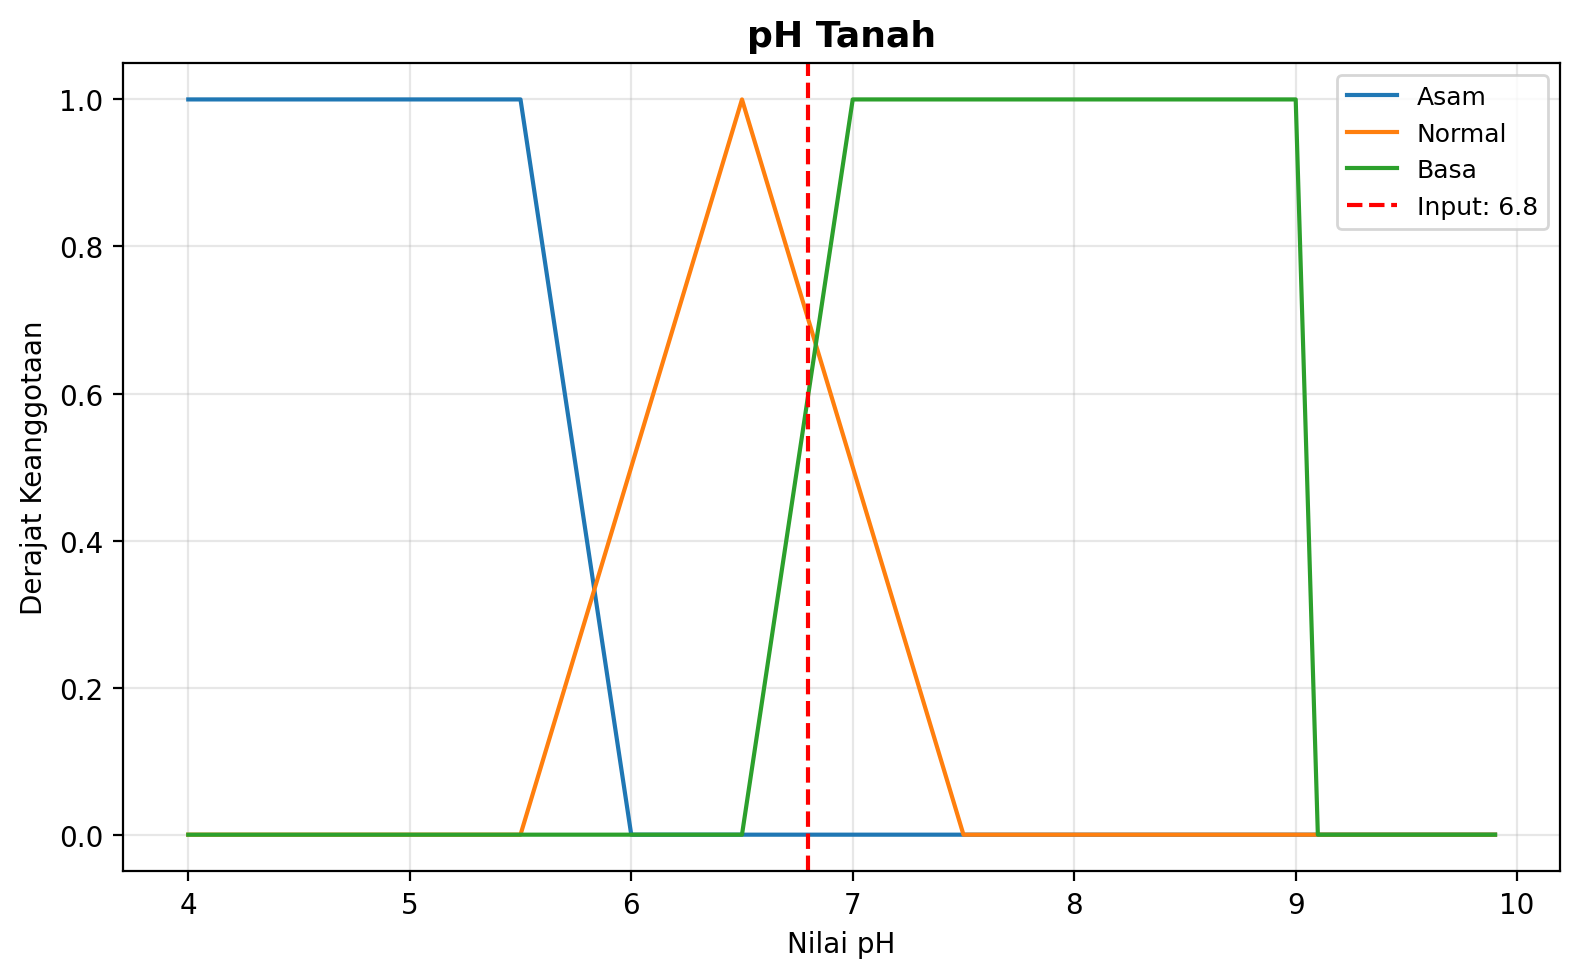 pH Tanah
Asam
Normal
Basa
Input: 6.8
Derajat Keanggotaan
1.0
0.8
0.6
0.4
0.2
0.0
4 5 6 7 8 9 10
Nilai pH